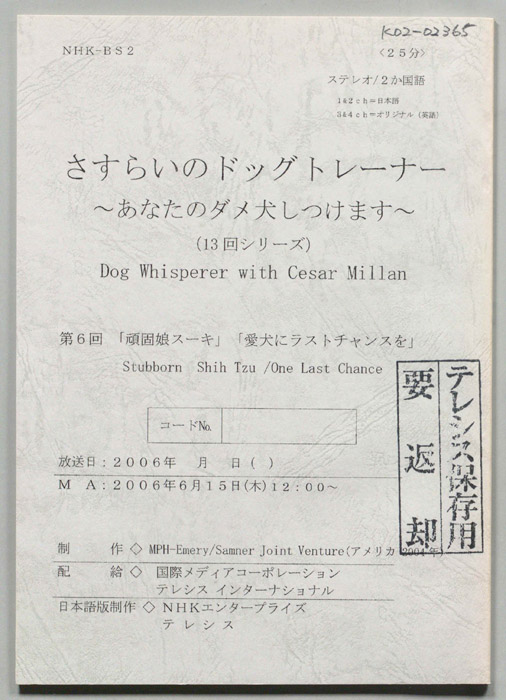 K02-02365
NHK-BS2
〈25分〉
ステレオ/2か国語
1&2ch=日本語
3&4ch=オリジナル (英語)
さすらいのドッグトレーナー
～あなたのダメ犬しつけます～
(13回シリーズ)
Dog Whisperer with Cesar Millan
第6回 「頑固娘スーキ」「愛犬にラストチャンスを」
Stubborn Shih Tzu /One Last Chance
コードNo.
放送日:2006年 月 日( )
MA:2006年6月15日(木)12:00～
テレシス保存用
要返却
制 作 ◇ MPH-Emery/Samner Joint Venture(アメリカ 2004年)
配 給 ◇ 国際メディアコーポレーション
テレシス インターナショナル
日本語版制作 ◇ NHKエンタープライズ
テレシス